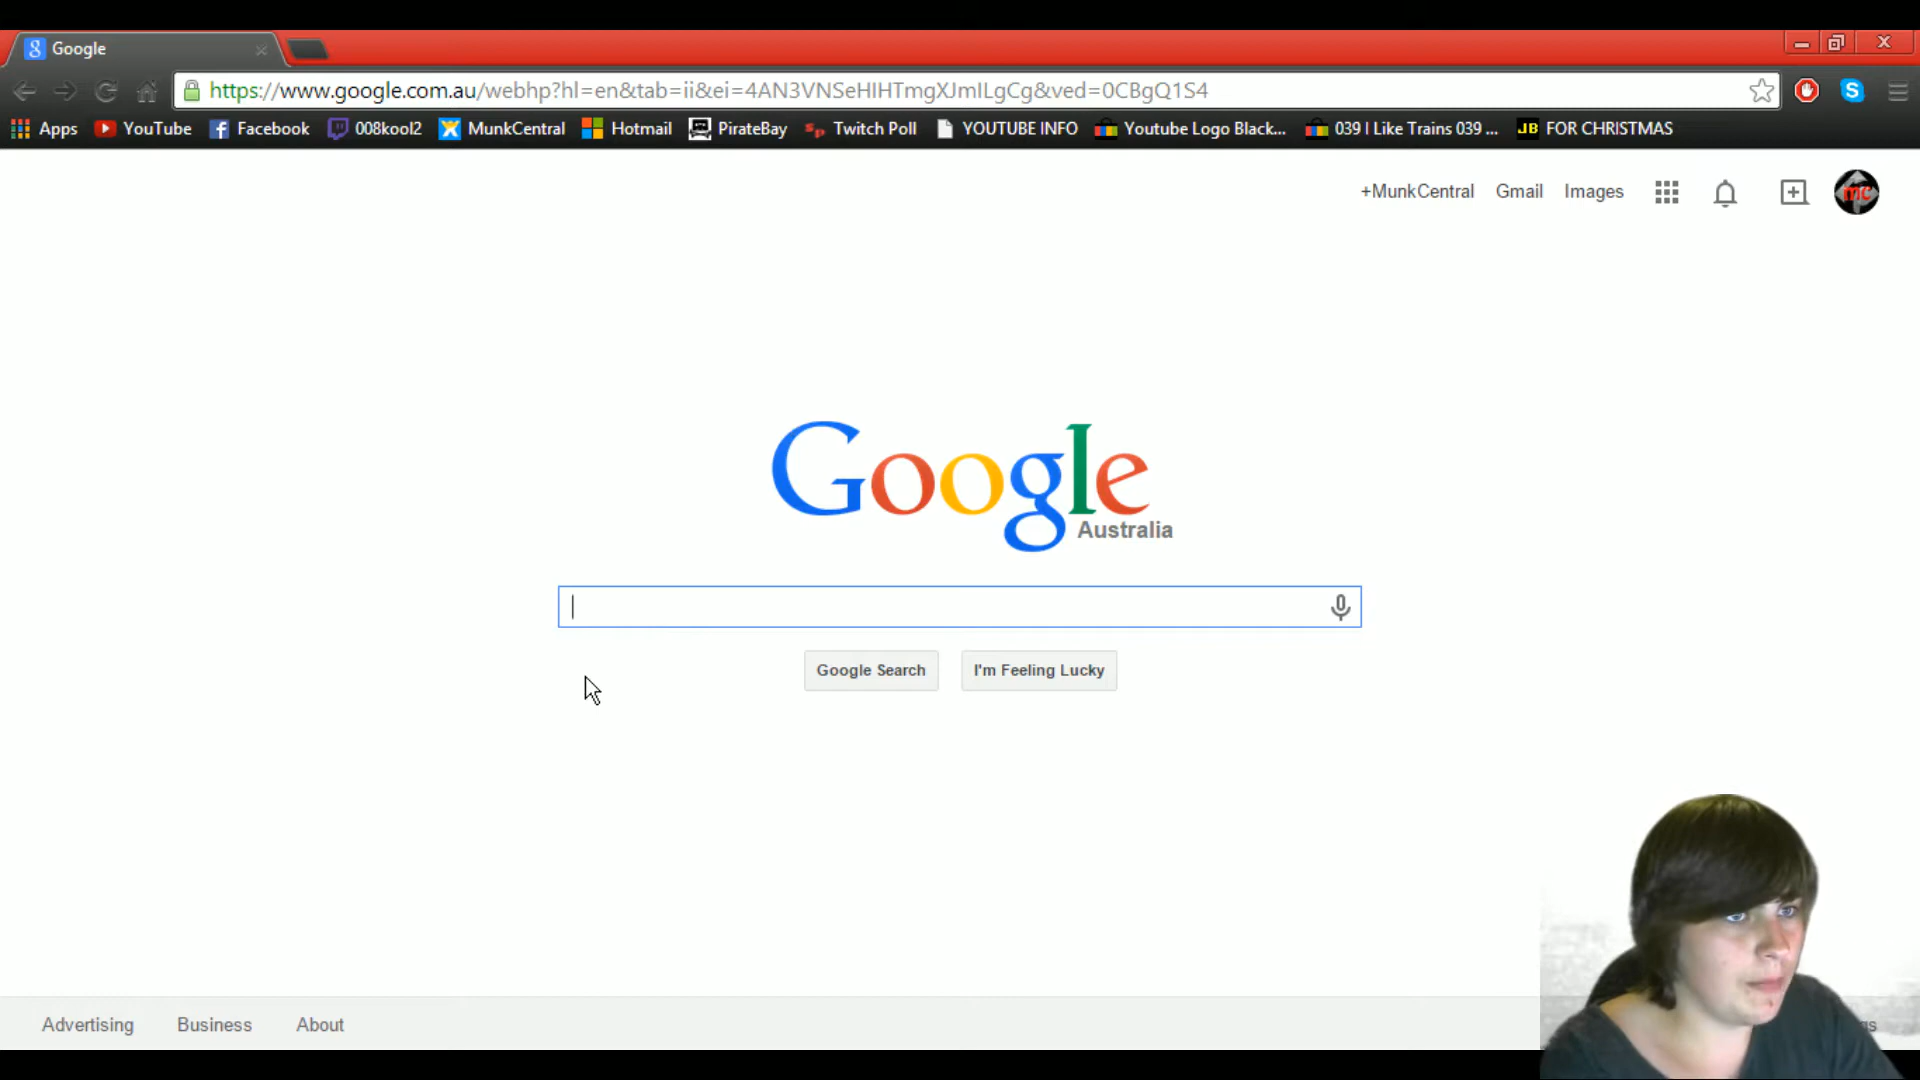 Google
https://www.google.com.au/webhp?hl=en&tab=ii&ei=4AN3VNSeHIHTmgXJmILgCg&ved=0CBgQ1S4
Apps YouTube Facebook 008kool2 MunkCentral Hotmail PirateBay Twitch Poll YOUTUBE INFO Youtube Logo Black... 039 I Like Trains 039 ... JB FOR CHRISTMAS
+MunkCentral Gmail Images
mc
Google
Australia
Google Search I'm Feeling Lucky
Advertising Business About